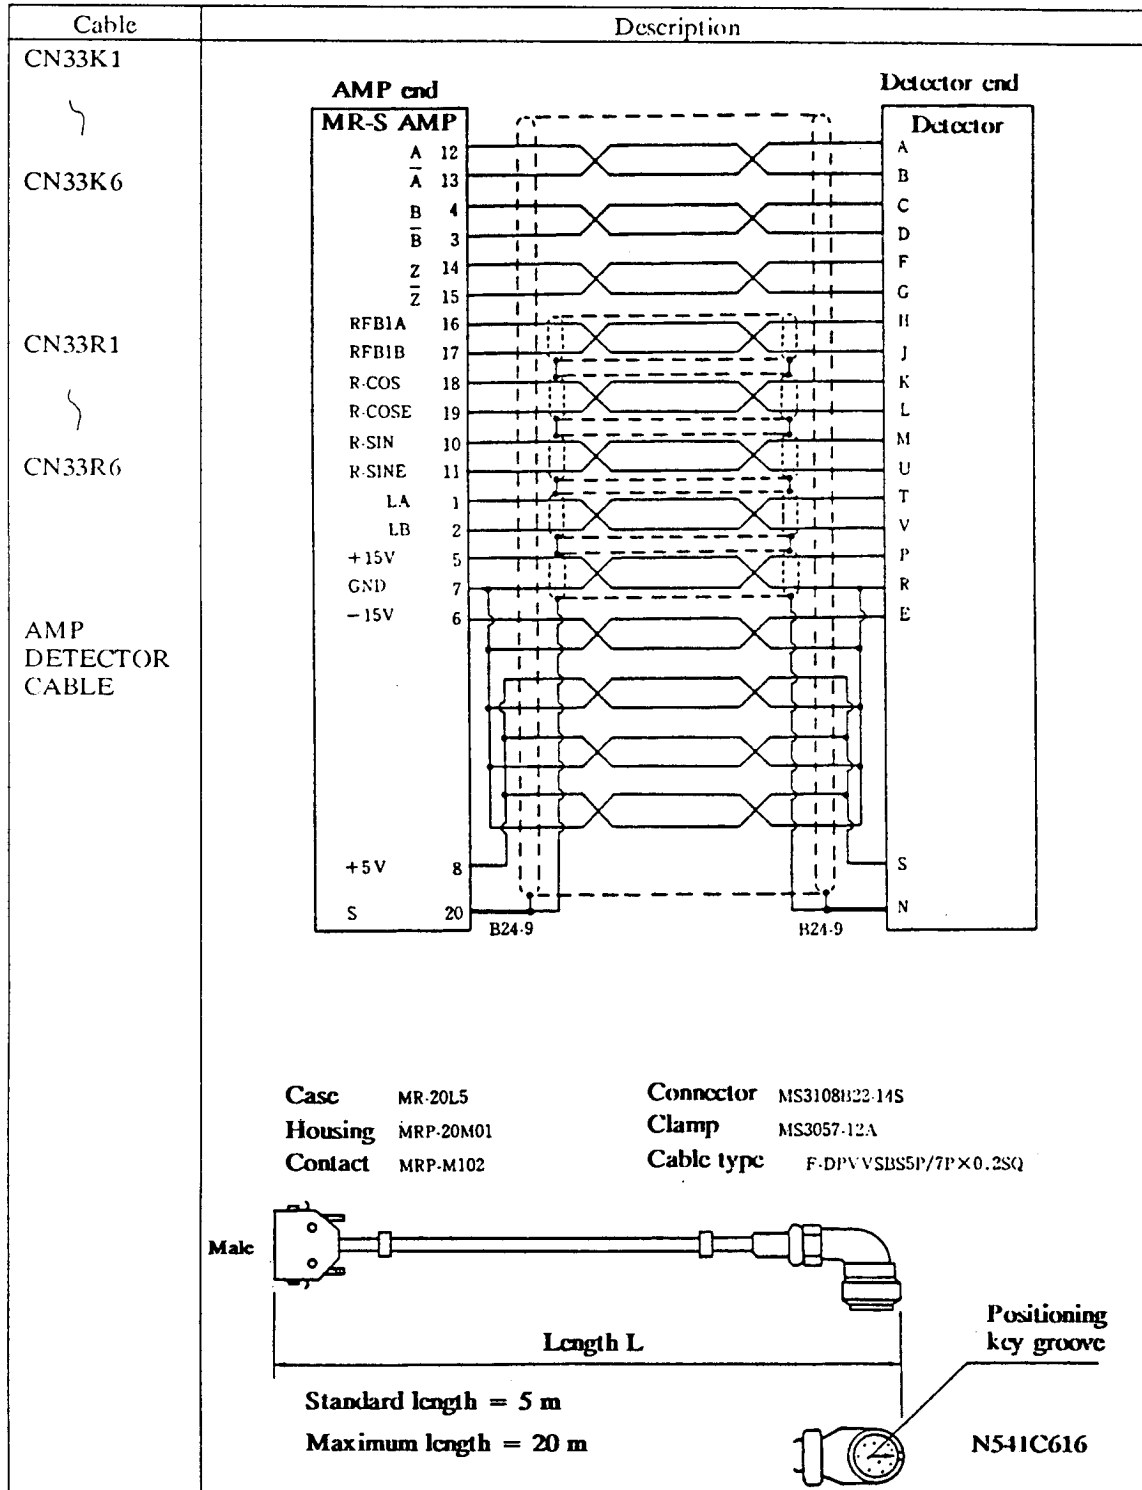 Cable
Description
CN33K1
CN33K6
CN33R1
CN33R6
AMP
DETECTOR
CABLE
AMP end
Detector end
MR-S AMP
Detector
A 12 A
A̅ 13 B
B 4 C
B̅ 3 D
Z 14 F
Z̅ 15 G
RFB1A 16 H
RFB1B 17 J
R-COS 18 K
R-COSE 19 L
R-SIN 10 M
R-SINE 11 U
LA 1 T
LB 2 V
+15V 5 P
GND 7 R
−15V 6 E
+5V 8 S
S 20 N
B24-9 B24-9
Case MR-20L5 Connector MS3108B22-14S
Housing MRP-20M01 Clamp MS3057-12A
Contact MRP-M102 Cable type F-DPVVSBS5P/7P×0.2SQ
Male
Positioning
key groove
Length L
Standard length = 5 m
Maximum length = 20 m
N541C616